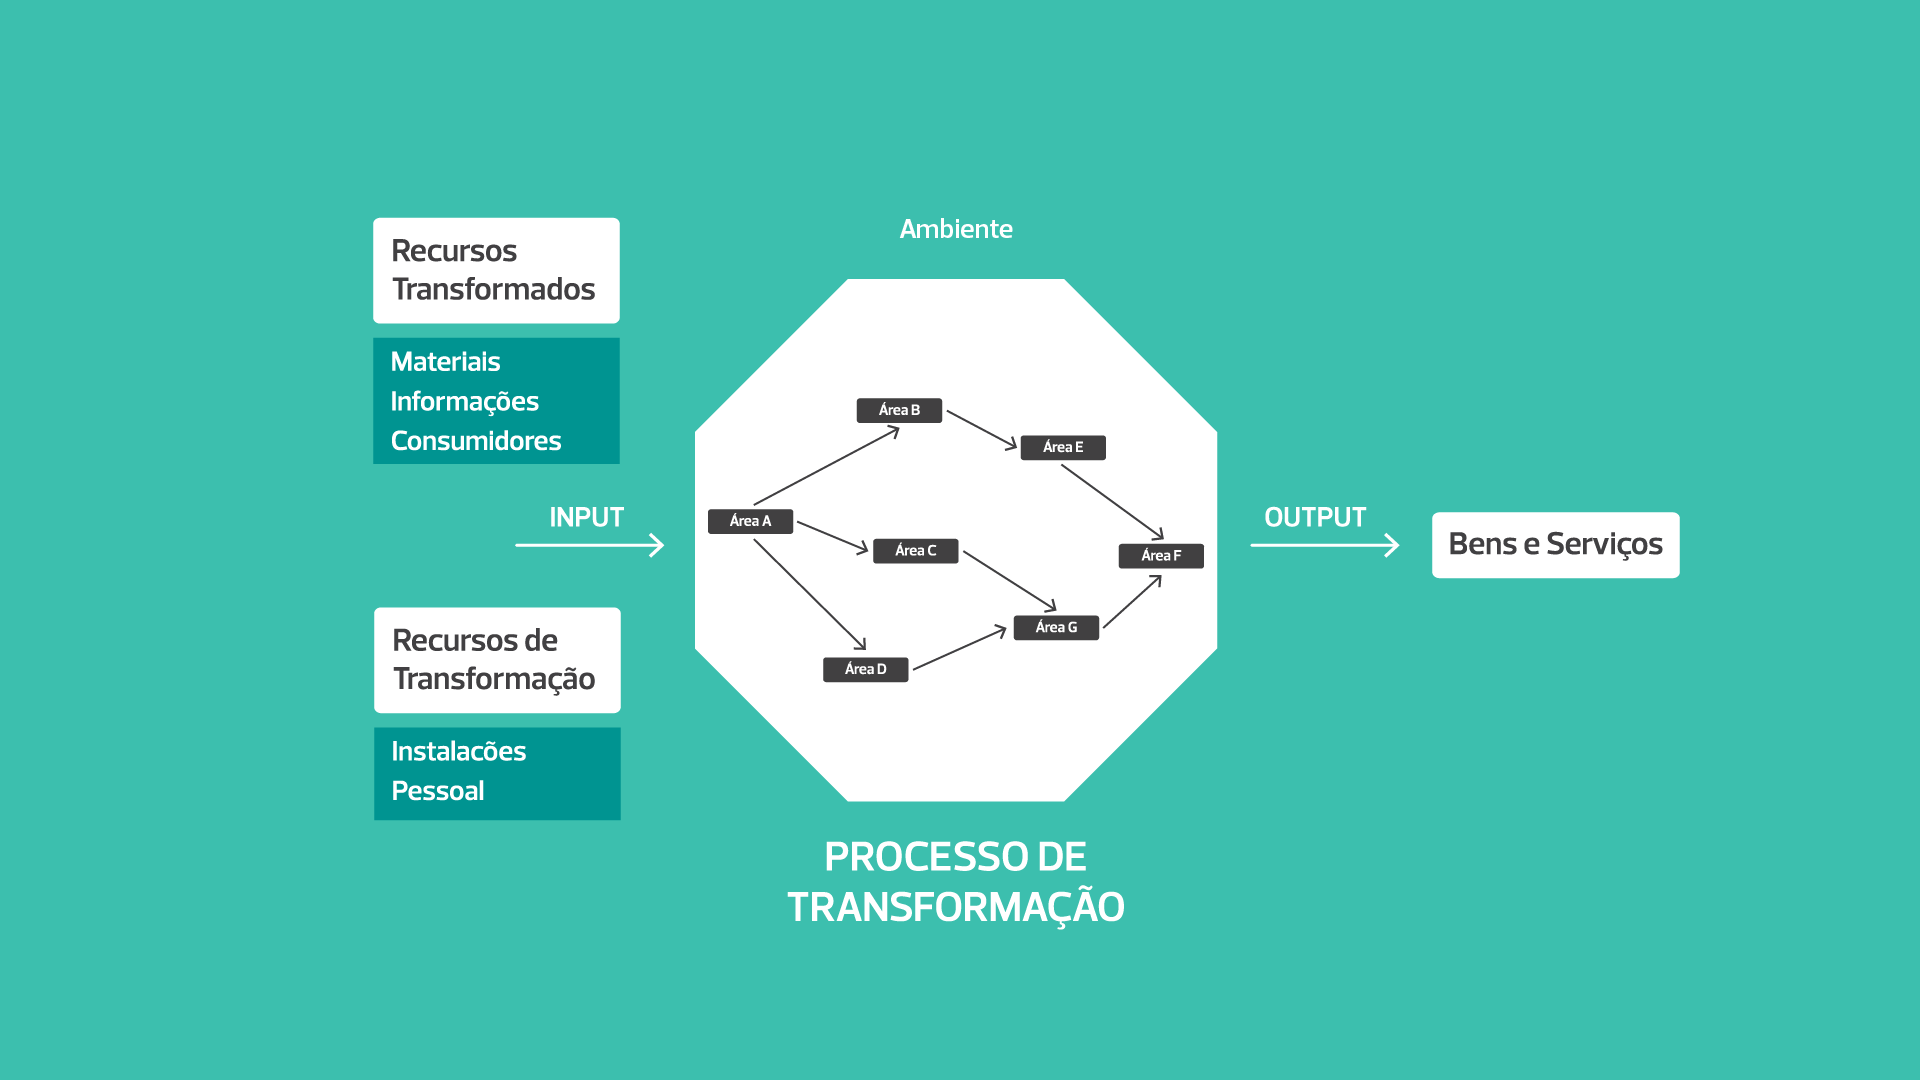 Recursos
Transformados
Materiais
Informações
Consumidores
INPUT
Recursos de
Transformação
Instalacões
Pessoal
Ambiente
Área B
Área E
Área A
Área C
Área F
Área G
Área D
PROCESSO DE
TRANSFORMAÇÃO
OUTPUT
Bens e Serviços